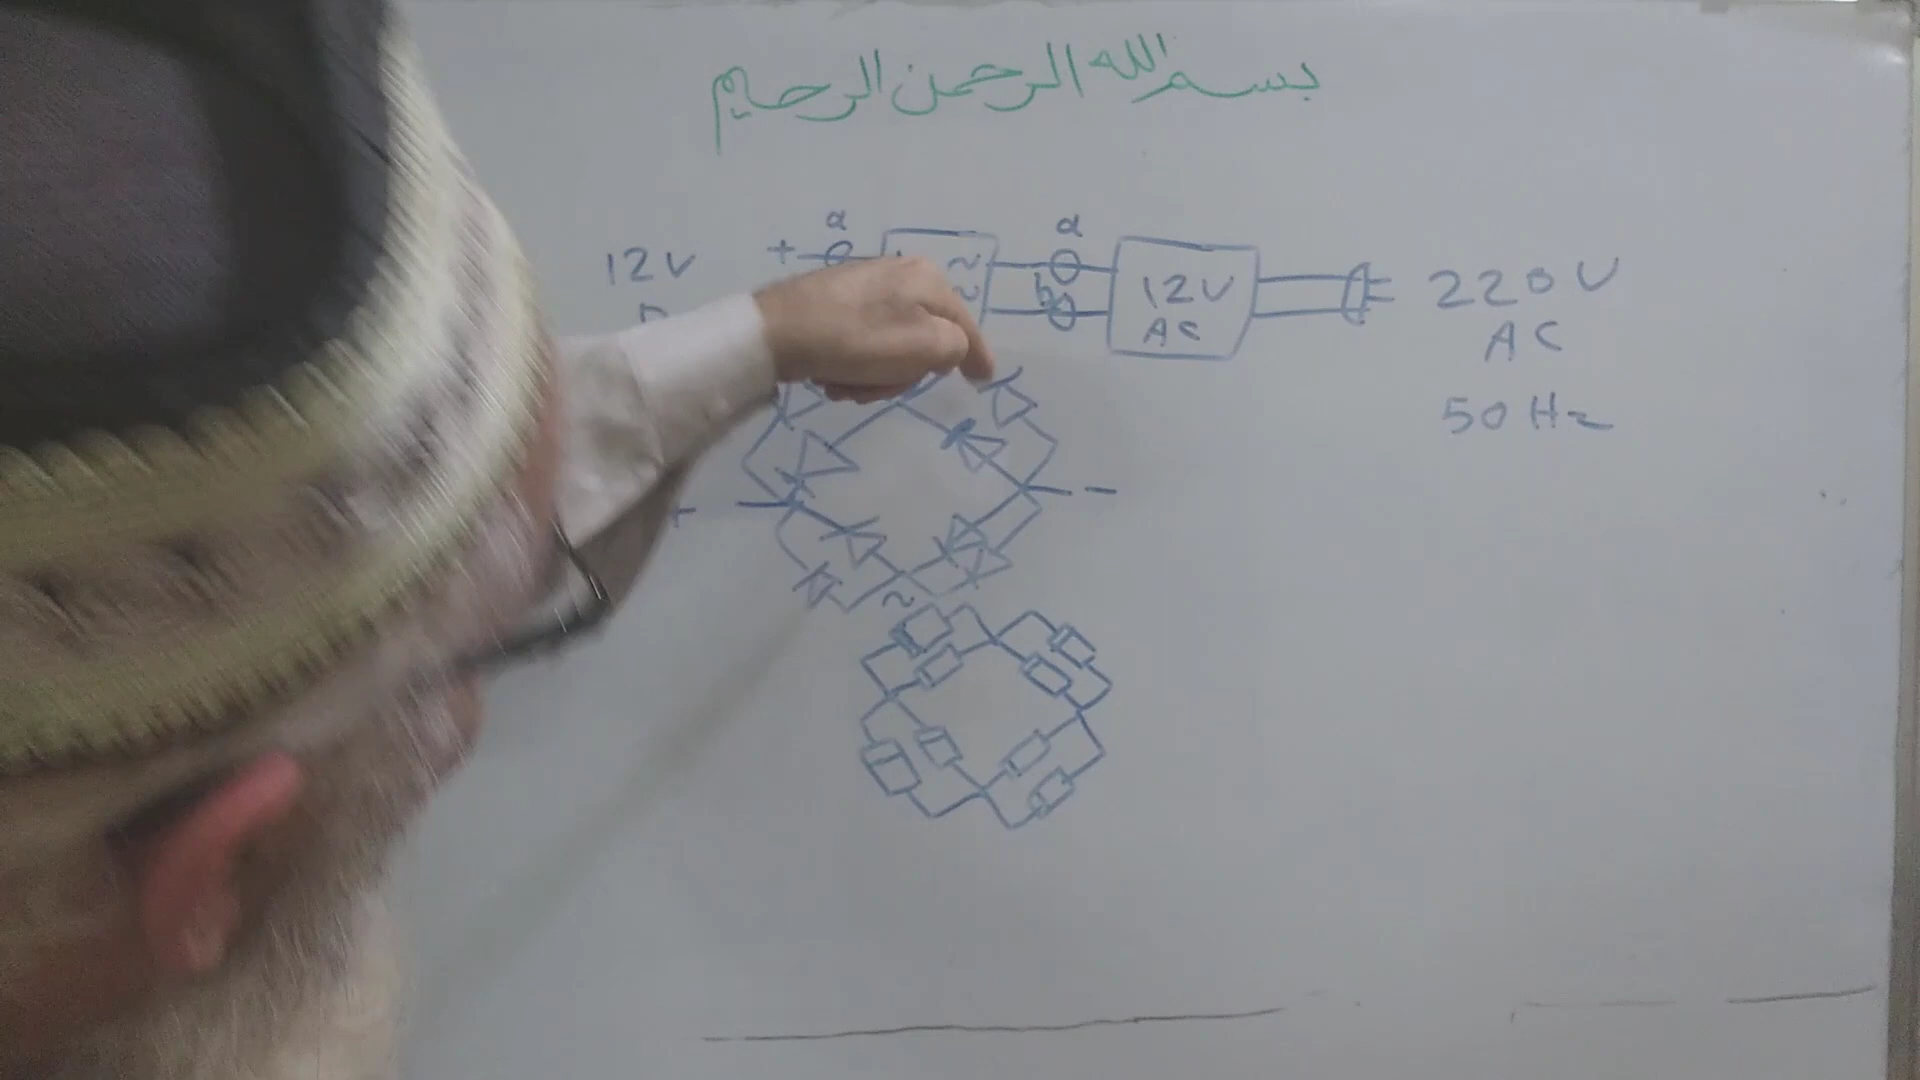 بسم الله الرحمن الرحيم
a
a
12V
+
~
~
b
12V
AC
220V
AC
50Hz
+
-
~